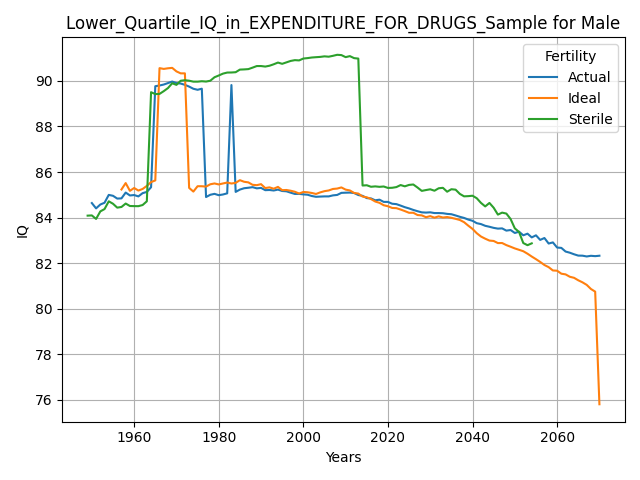 Lower_Quartile_IQ_in_EXPENDITURE_FOR_DRUGS_Sample for Male
Fertility
Actual
Ideal
Sterile
IQ
90
88
86
84
82
80
78
76
1960
1980
2000
2020
2040
2060
Years